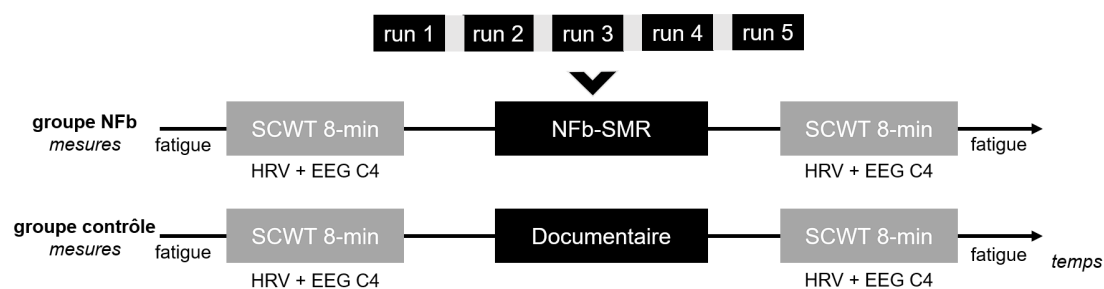 run 1 run 2 run 3 run 4 run 5
groupe NFb
mesures
fatigue
SCWT 8-min
NFb-SMR
SCWT 8-min
fatigue
HRV + EEG C4
HRV + EEG C4
groupe contrôle
mesures
fatigue
SCWT 8-min
Documentaire
SCWT 8-min
fatigue
temps
HRV + EEG C4
HRV + EEG C4